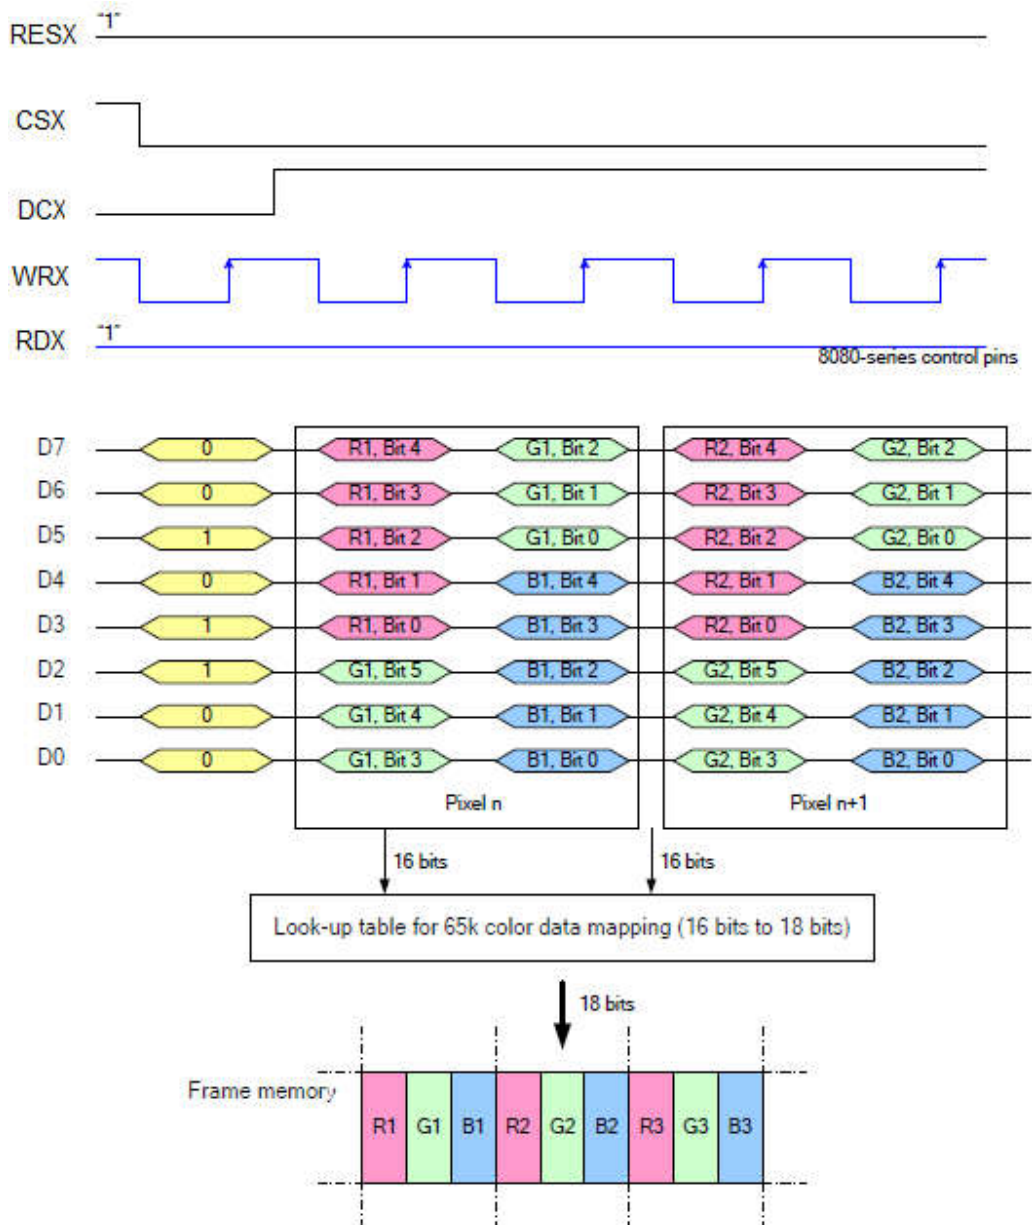 RESX "1"
CSX
DCX
WRX
RDX "1"
8080-series control pins
D7 0 R1, Bit 4 G1, Bit 2 R2, Bit 4 G2, Bit 2
D6 0 R1, Bit 3 G1, Bit 1 R2, Bit 3 G2, Bit 1
D5 1 R1, Bit 2 G1, Bit 0 R2, Bit 2 G2, Bit 0
D4 0 R1, Bit 1 B1, Bit 4 R2, Bit 1 B2, Bit 4
D3 1 R1, Bit 0 B1, Bit 3 R2, Bit 0 B2, Bit 3
D2 1 G1, Bit 5 B1, Bit 2 G2, Bit 5 B2, Bit 2
D1 0 G1, Bit 4 B1, Bit 1 G2, Bit 4 B2, Bit 1
D0 0 G1, Bit 3 B1, Bit 0 G2, Bit 3 B2, Bit 0
Pixel n Pixel n+1
16 bits 16 bits
Look-up table for 65k color data mapping (16 bits to 18 bits)
18 bits
Frame memory
R1 G1 B1 R2 G2 B2 R3 G3 B3